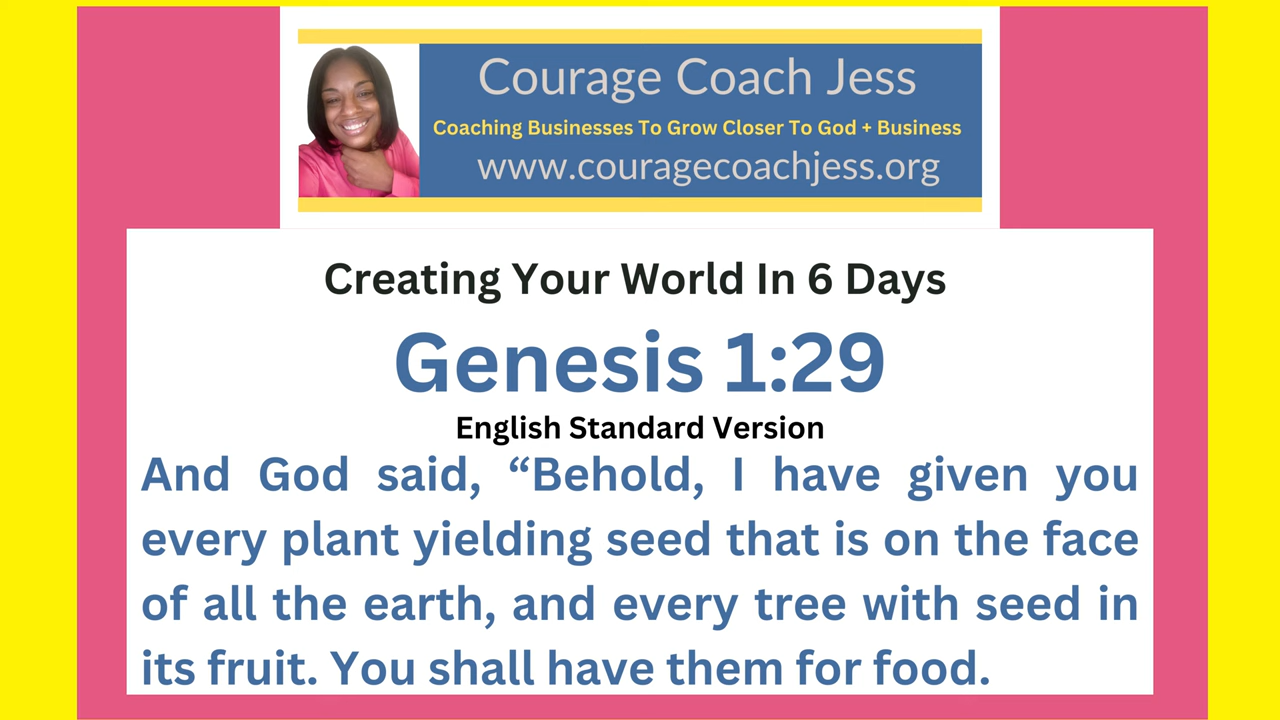 Courage Coach Jess
Coaching Businesses To Grow Closer To God + Business
www.couragecoachjess.org
Creating Your World In 6 Days
Genesis 1:29
English Standard Version
And God said, “Behold, I have given you
every plant yielding seed that is on the face
of all the earth, and every tree with seed in
its fruit. You shall have them for food.